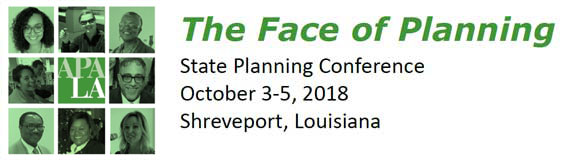 The Face of Planning
State Planning Conference
October 3-5, 2018
Shreveport, Louisiana
APA
LA